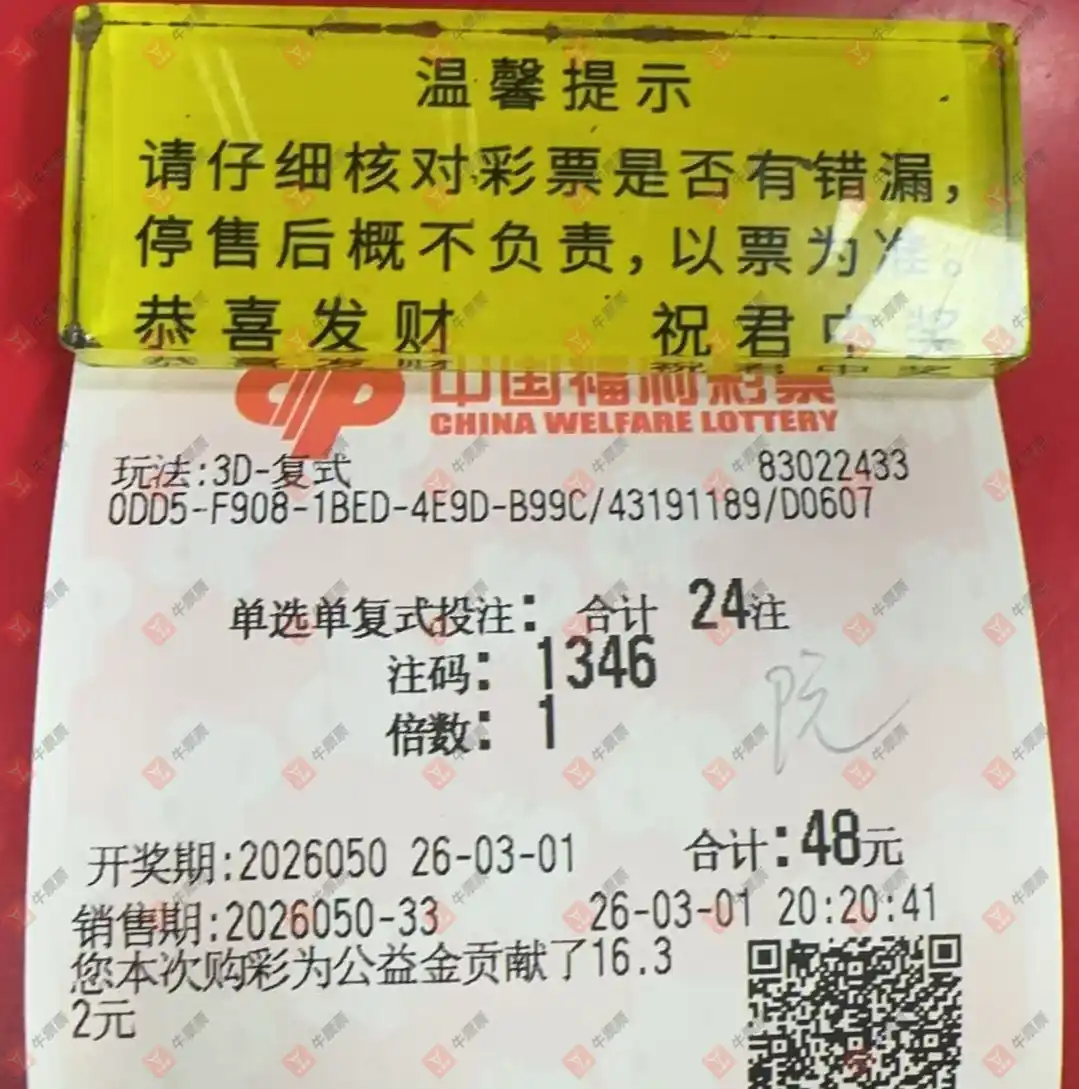 温馨提示
请仔细核对彩票是否有错漏，
停售后概不负责，以票为准。
恭喜发财 祝君中奖
中国福利彩票
CHINA WELFARE LOTTERY
玩法:3D-复式 83022433
0DD5-F908-1BED-4E9D-B99C/43191189/D0607
单选单复式投注: 合计 24注
注码: 1346
倍数: 1
院
开奖期:2026050 26-03-01 合计:48元
销售期:2026050-33 26-03-01 20:20:41
您本次购彩为公益金贡献了16.3
2元
牛票票